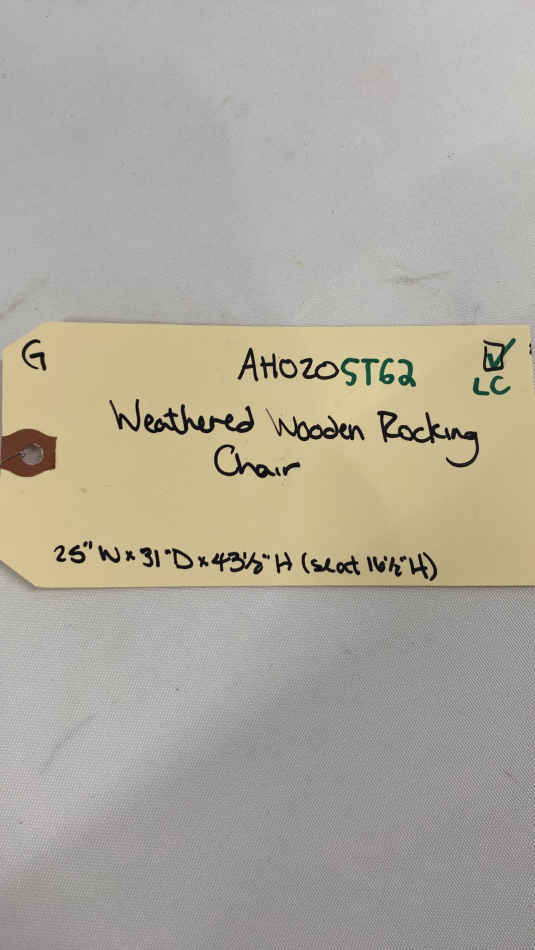 G
AH020ST62
LC
Weathered Wooden Rocking
Chair
25" W x 31" D x 43½" H (seat 16½" H)